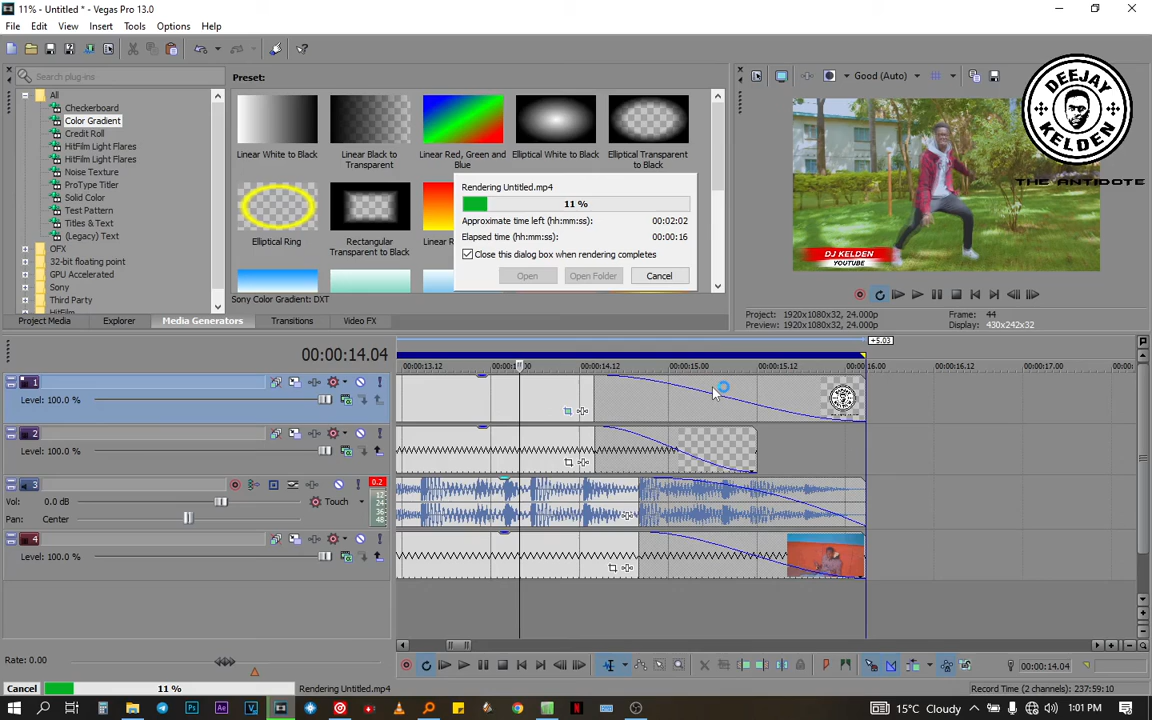 11% - Untitled * - Vegas Pro 13.0
File Edit View Insert Tools Options Help
Search plug-ins
Preset:
Good (Auto)
All
Checkerboard
Color Gradient
Credit Roll
HitFilm Light Flares
HitFilm Light Flares
Noise Texture
ProType Titler
Solid Color
Test Pattern
Titles & Text
(Legacy) Text
OFX
32-bit floating point
GPU Accelerated
Sony
Third Party
HitFilm
Linear White to Black
Linear Black to Transparent
Linear Red, Green and Blue
Elliptical White to Black
Elliptical Transparent to Black
Elliptical Ring
Rectangular Transparent to Black
Linear R
Sony Color Gradient: DXT
Rendering Untitled.mp4
11 %
Approximate time left (hh:mm:ss): 00:02:02
Elapsed time (hh:mm:ss): 00:00:16
Close this dialog box when rendering completes
Open Open Folder Cancel
DEEJAY
KELDEN
THE ANTIDOTE
DJ KELDEN
YOUTUBE
Project: 1920x1080x32, 24.000p
Preview: 1920x1080x32, 24.000p
Frame: 44
Display: 430x242x32
Project Media Explorer Media Generators Transitions Video FX
+5.03
00:00:14.04
00:00:13.12 00:00:14.12 00:00:15.00 00:00:15.12 00:00:16.00 00:00:16.12 00:00:17.00 00:00:
1
Level: 100.0 %
2
Level: 100.0 %
3
0.2
Vol: 0.0 dB Touch
Pan: Center
12
24
36
48
4
Level: 100.0 %
Rate: 0.00
00:00:14.04
Cancel 11 % Rendering Untitled.mp4
Record Time (2 channels): 237:59:10
15°C Cloudy 1:01 PM